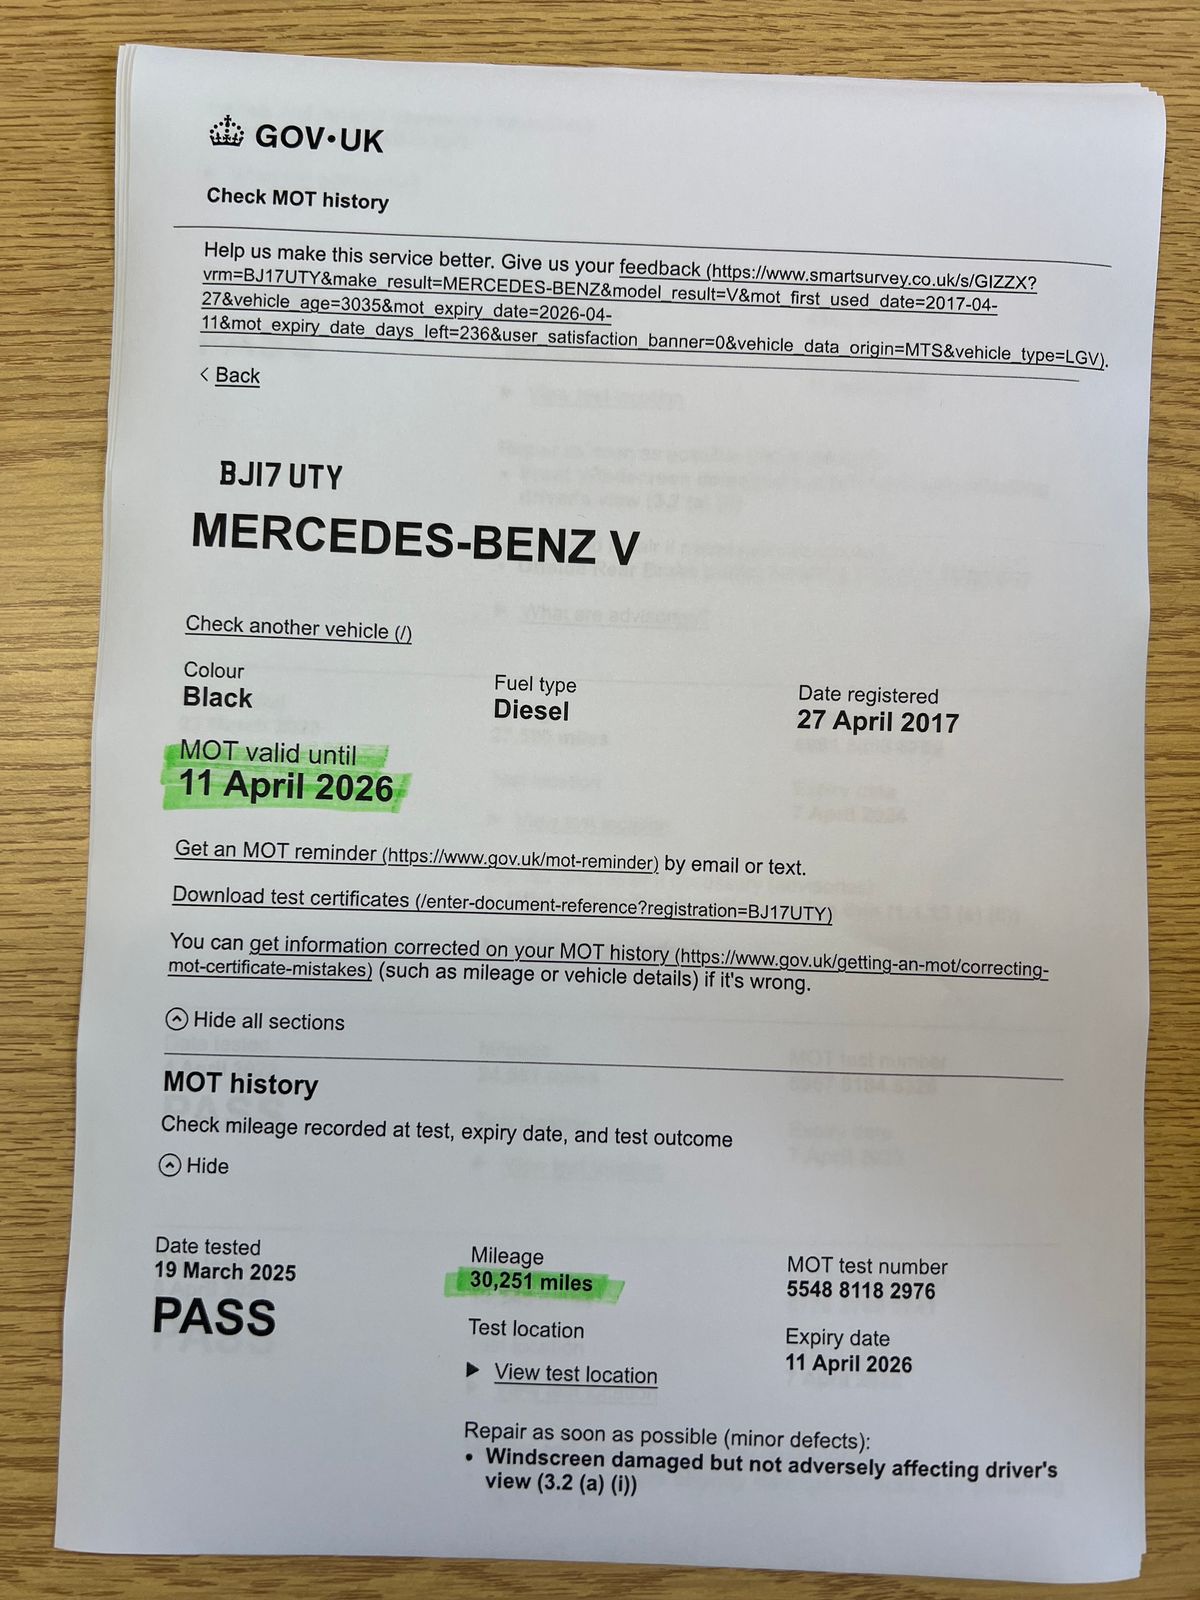 GOV•UK
Check MOT history
Help us make this service better. Give us your feedback (https://www.smartsurvey.co.uk/s/GIZZX?
vrm=BJ17UTY&make_result=MERCEDES-BENZ&model_result=V&mot_first_used_date=2017-04-
27&vehicle_age=3035&mot_expiry_date=2026-04-
11&mot_expiry_date_days_left=236&user_satisfaction_banner=0&vehicle_data_origin=MTS&vehicle_type=LGV).
< Back
BJ17 UTY
MERCEDES-BENZ V
Check another vehicle (/)
Colour
Black
Fuel type
Diesel
Date registered
27 April 2017
MOT valid until
11 April 2026
Get an MOT reminder (https://www.gov.uk/mot-reminder) by email or text.
Download test certificates (/enter-document-reference?registration=BJ17UTY)
You can get information corrected on your MOT history (https://www.gov.uk/getting-an-mot/correcting-
mot-certificate-mistakes) (such as mileage or vehicle details) if it's wrong.
Hide all sections
MOT history
Check mileage recorded at test, expiry date, and test outcome
Hide
Date tested
19 March 2025
PASS
Mileage
30,251 miles
Test location
View test location
MOT test number
5548 8118 2976
Expiry date
11 April 2026
Repair as soon as possible (minor defects):
• Windscreen damaged but not adversely affecting driver's
view (3.2 (a) (i))